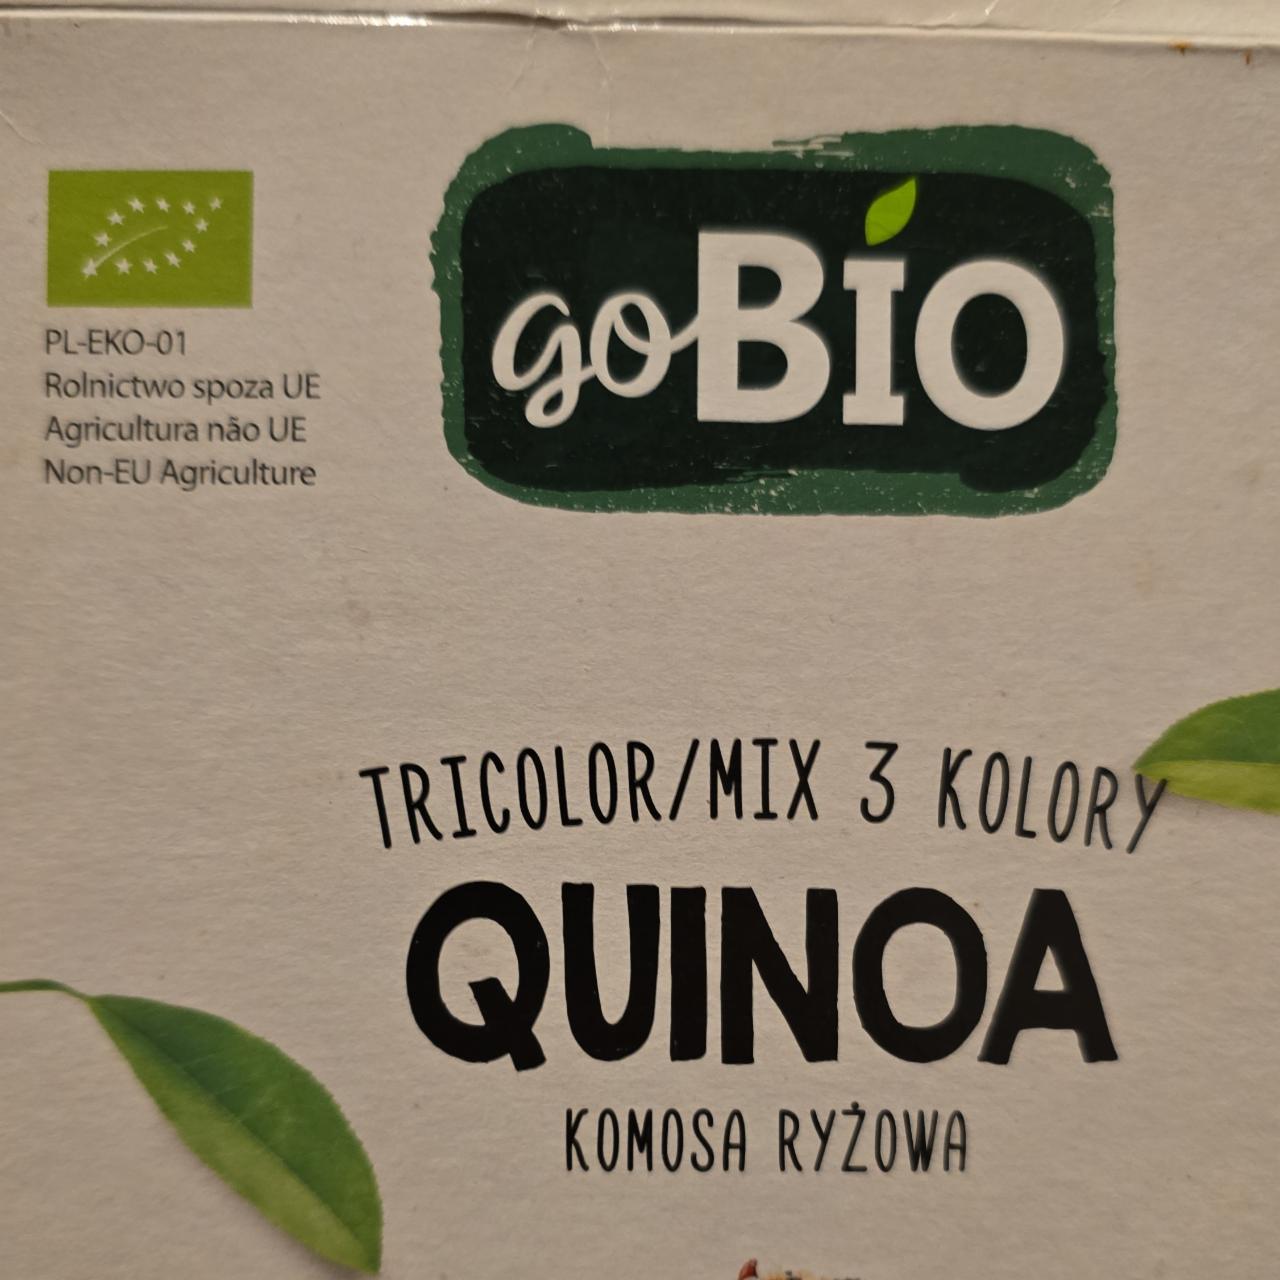 goBIO
PL-EKO-01
Rolnictwo spoza UE
Agricultura não UE
Non-EU Agriculture
TRICOLOR/MIX 3 KOLORY
QUINOA
KOMOSA RYŻOWA